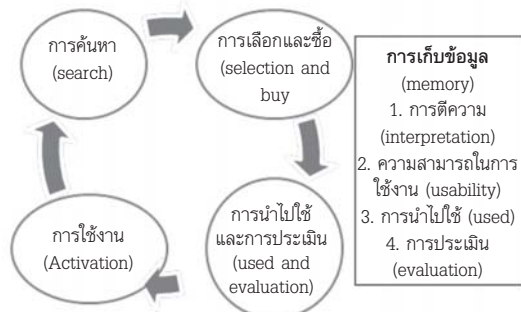 การค้นหา
(search)
การเลือกและซื้อ
(selection and
buy
การนำไปใช้
และการประเมิน
(used and
evaluation)
การใช้งาน
(Activation)
การเก็บข้อมูล
(memory)
1. การตีความ
(interpretation)
2. ความสามารถในการ
ใช้งาน (usability)
3. การนำไปใช้ (used)
4. การประเมิน
(evaluation)